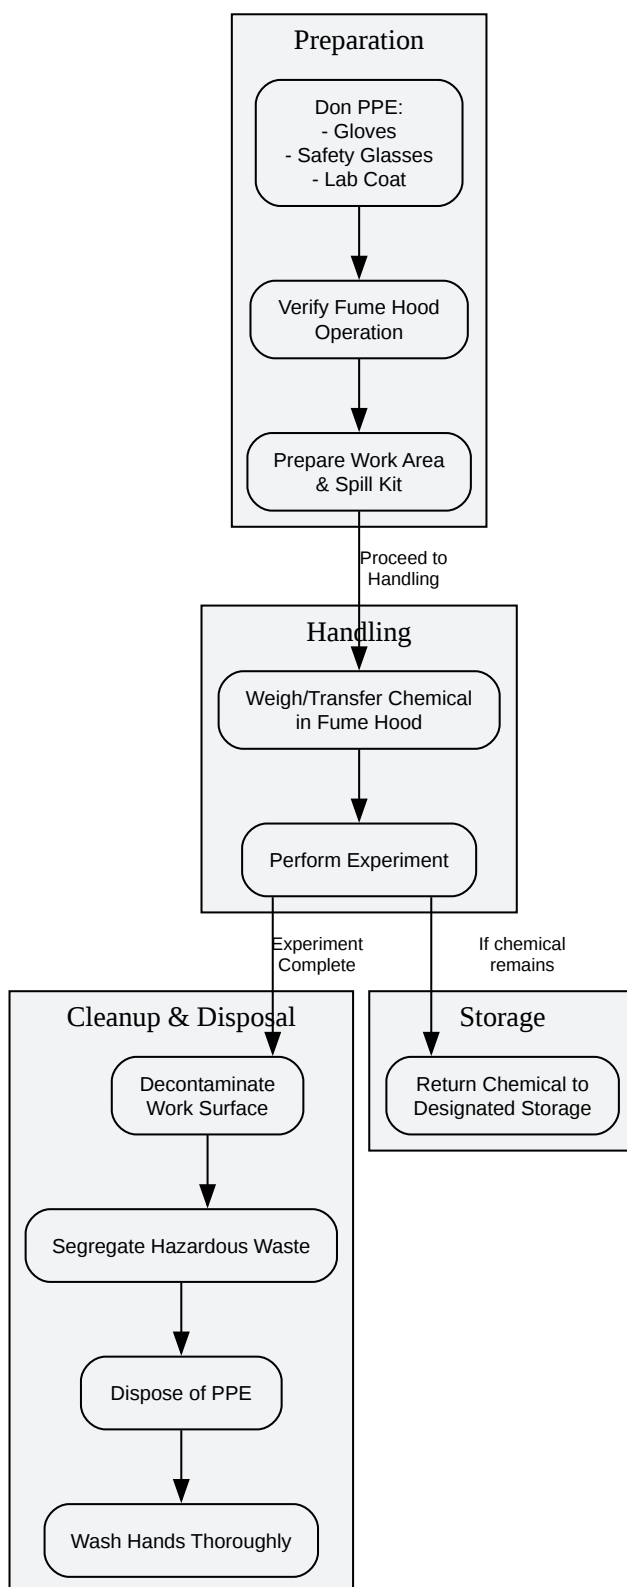 Preparation
Don PPE:
- Gloves
- Safety Glasses
- Lab Coat
Verify Fume Hood
Operation
Prepare Work Area
& Spill Kit
Proceed to
Handling
Handling
Weigh/Transfer Chemical
in Fume Hood
Perform Experiment
Experiment
Complete
If chemical
remains
Cleanup & Disposal
Decontaminate
Work Surface
Segregate Hazardous Waste
Dispose of PPE
Wash Hands Thoroughly
Storage
Return Chemical to
Designated Storage